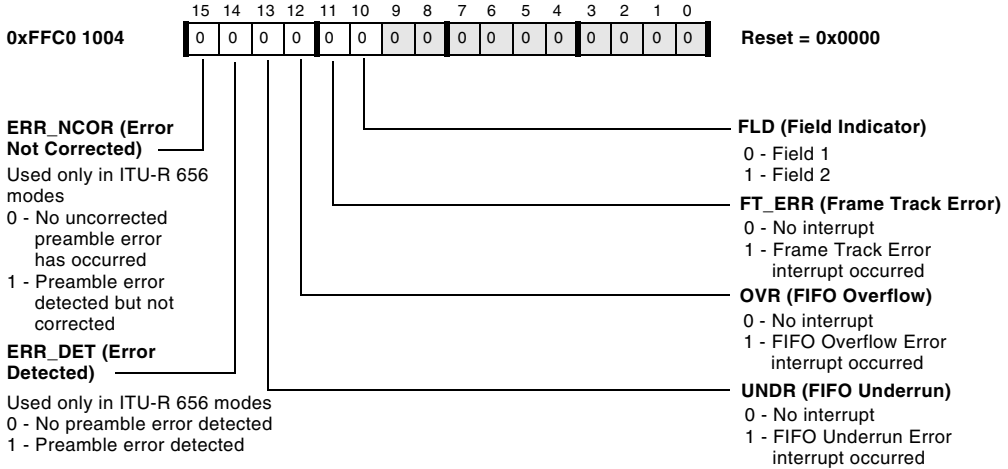 15 14 13 12 11 10 9 8 7 6 5 4 3 2 1 0
0xFFC0 1004
0 0 0 0 0 0 0 0 0 0 0 0 0 0 0 0
Reset = 0x0000
ERR_NCOR (Error
Not Corrected)
Used only in ITU-R 656
modes
0 - No uncorrected
preamble error
has occurred
1 - Preamble error
detected but not
corrected
ERR_DET (Error
Detected)
Used only in ITU-R 656 modes
0 - No preamble error detected
1 - Preamble error detected
FLD (Field Indicator)
0 - Field 1
1 - Field 2
FT_ERR (Frame Track Error)
0 - No interrupt
1 - Frame Track Error
interrupt occurred
OVR (FIFO Overflow)
0 - No interrupt
1 - FIFO Overflow Error
interrupt occurred
UNDR (FIFO Underrun)
0 - No interrupt
1 - FIFO Underrun Error
interrupt occurred